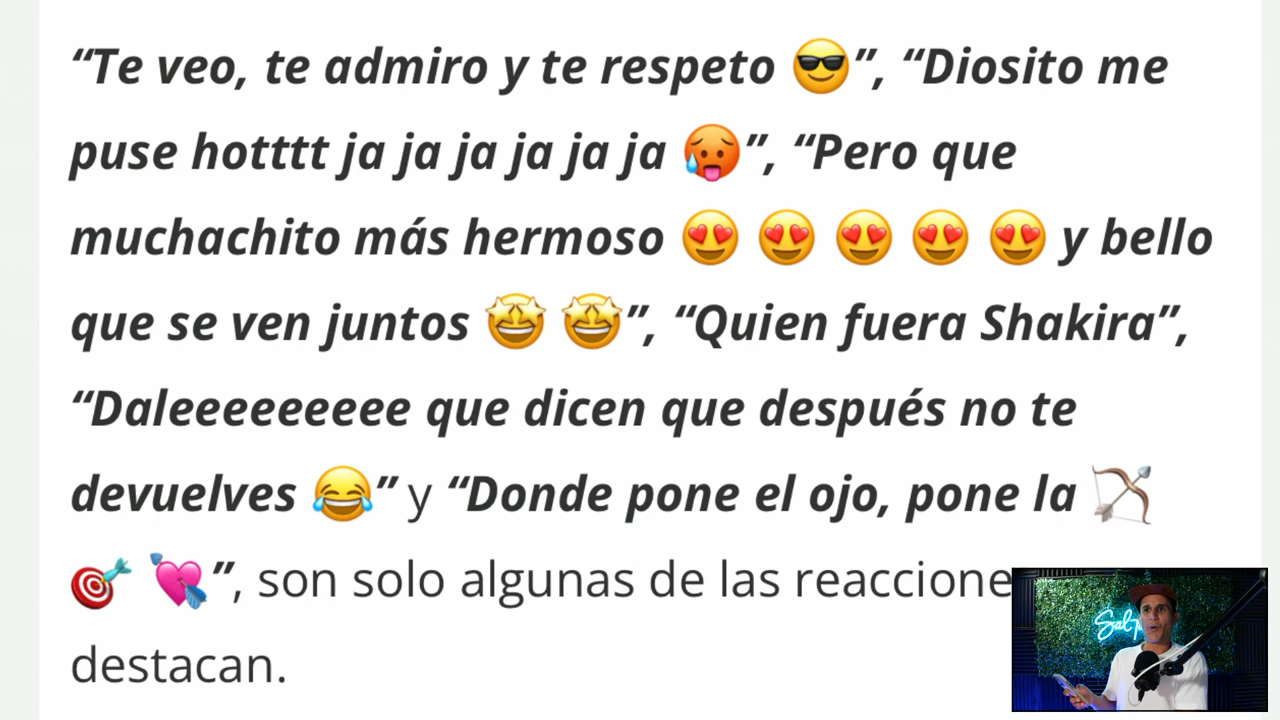 “Te veo, te admiro y te respeto 😎”, “Diosito me
puse hotttt ja ja ja ja ja ja 🥵”, “Pero que
muchachito más hermoso 😍 😍 😍 😍 😍 y bello
que se ven juntos 🤩 🤩”, “Quien fuera Shakira”,
“Daleeeeeeeee que dicen que después no te
devuelves 😂” y “Donde pone el ojo, pone la 🏹
🎯 💘”, son solo algunas de las reaccione
destacan.